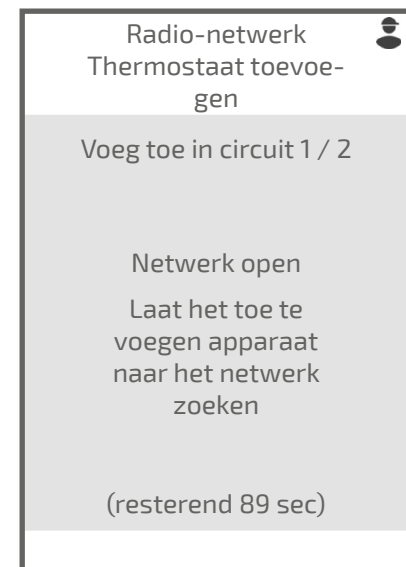 Radio-netwerk
Thermostaat toevoe-
gen
Voeg toe in circuit 1 / 2
Netwerk open
Laat het toe te
voegen apparaat
naar het netwerk
zoeken
(resterend 89 sec)